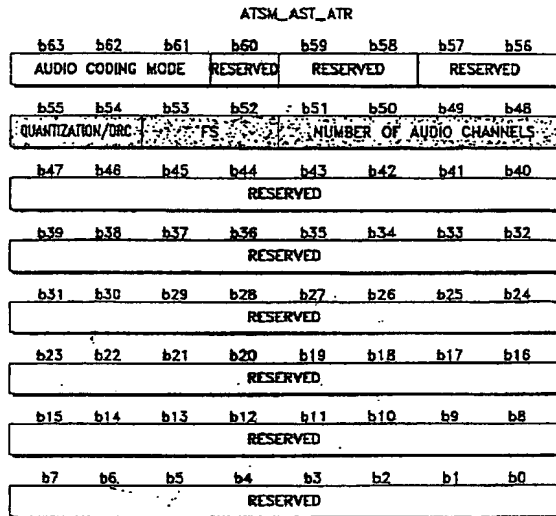 ATSM_AST_ATR
b63 b62 b61 b60 b59 b58 b57 b56
AUDIO CODING MODE RESERVED RESERVED RESERVED
b55 b54 b53 b52 b51 b50 b49 b48
QUANTIZATION/DRC FS NUMBER OF AUDIO CHANNELS
b47 b46 b45 b44 b43 b42 b41 b40
RESERVED
b39 b38 b37 b36 b35 b34 b33 b32
RESERVED
b31 b30 b29 b28 b27 b26 b25 b24
RESERVED
b23 b22 b21 b20 b19 b18 b17 b16
RESERVED
b15 b14 b13 b12 b11 b10 b9 b8
RESERVED
b7 b6 b5 b4 b3 b2 b1 b0
RESERVED